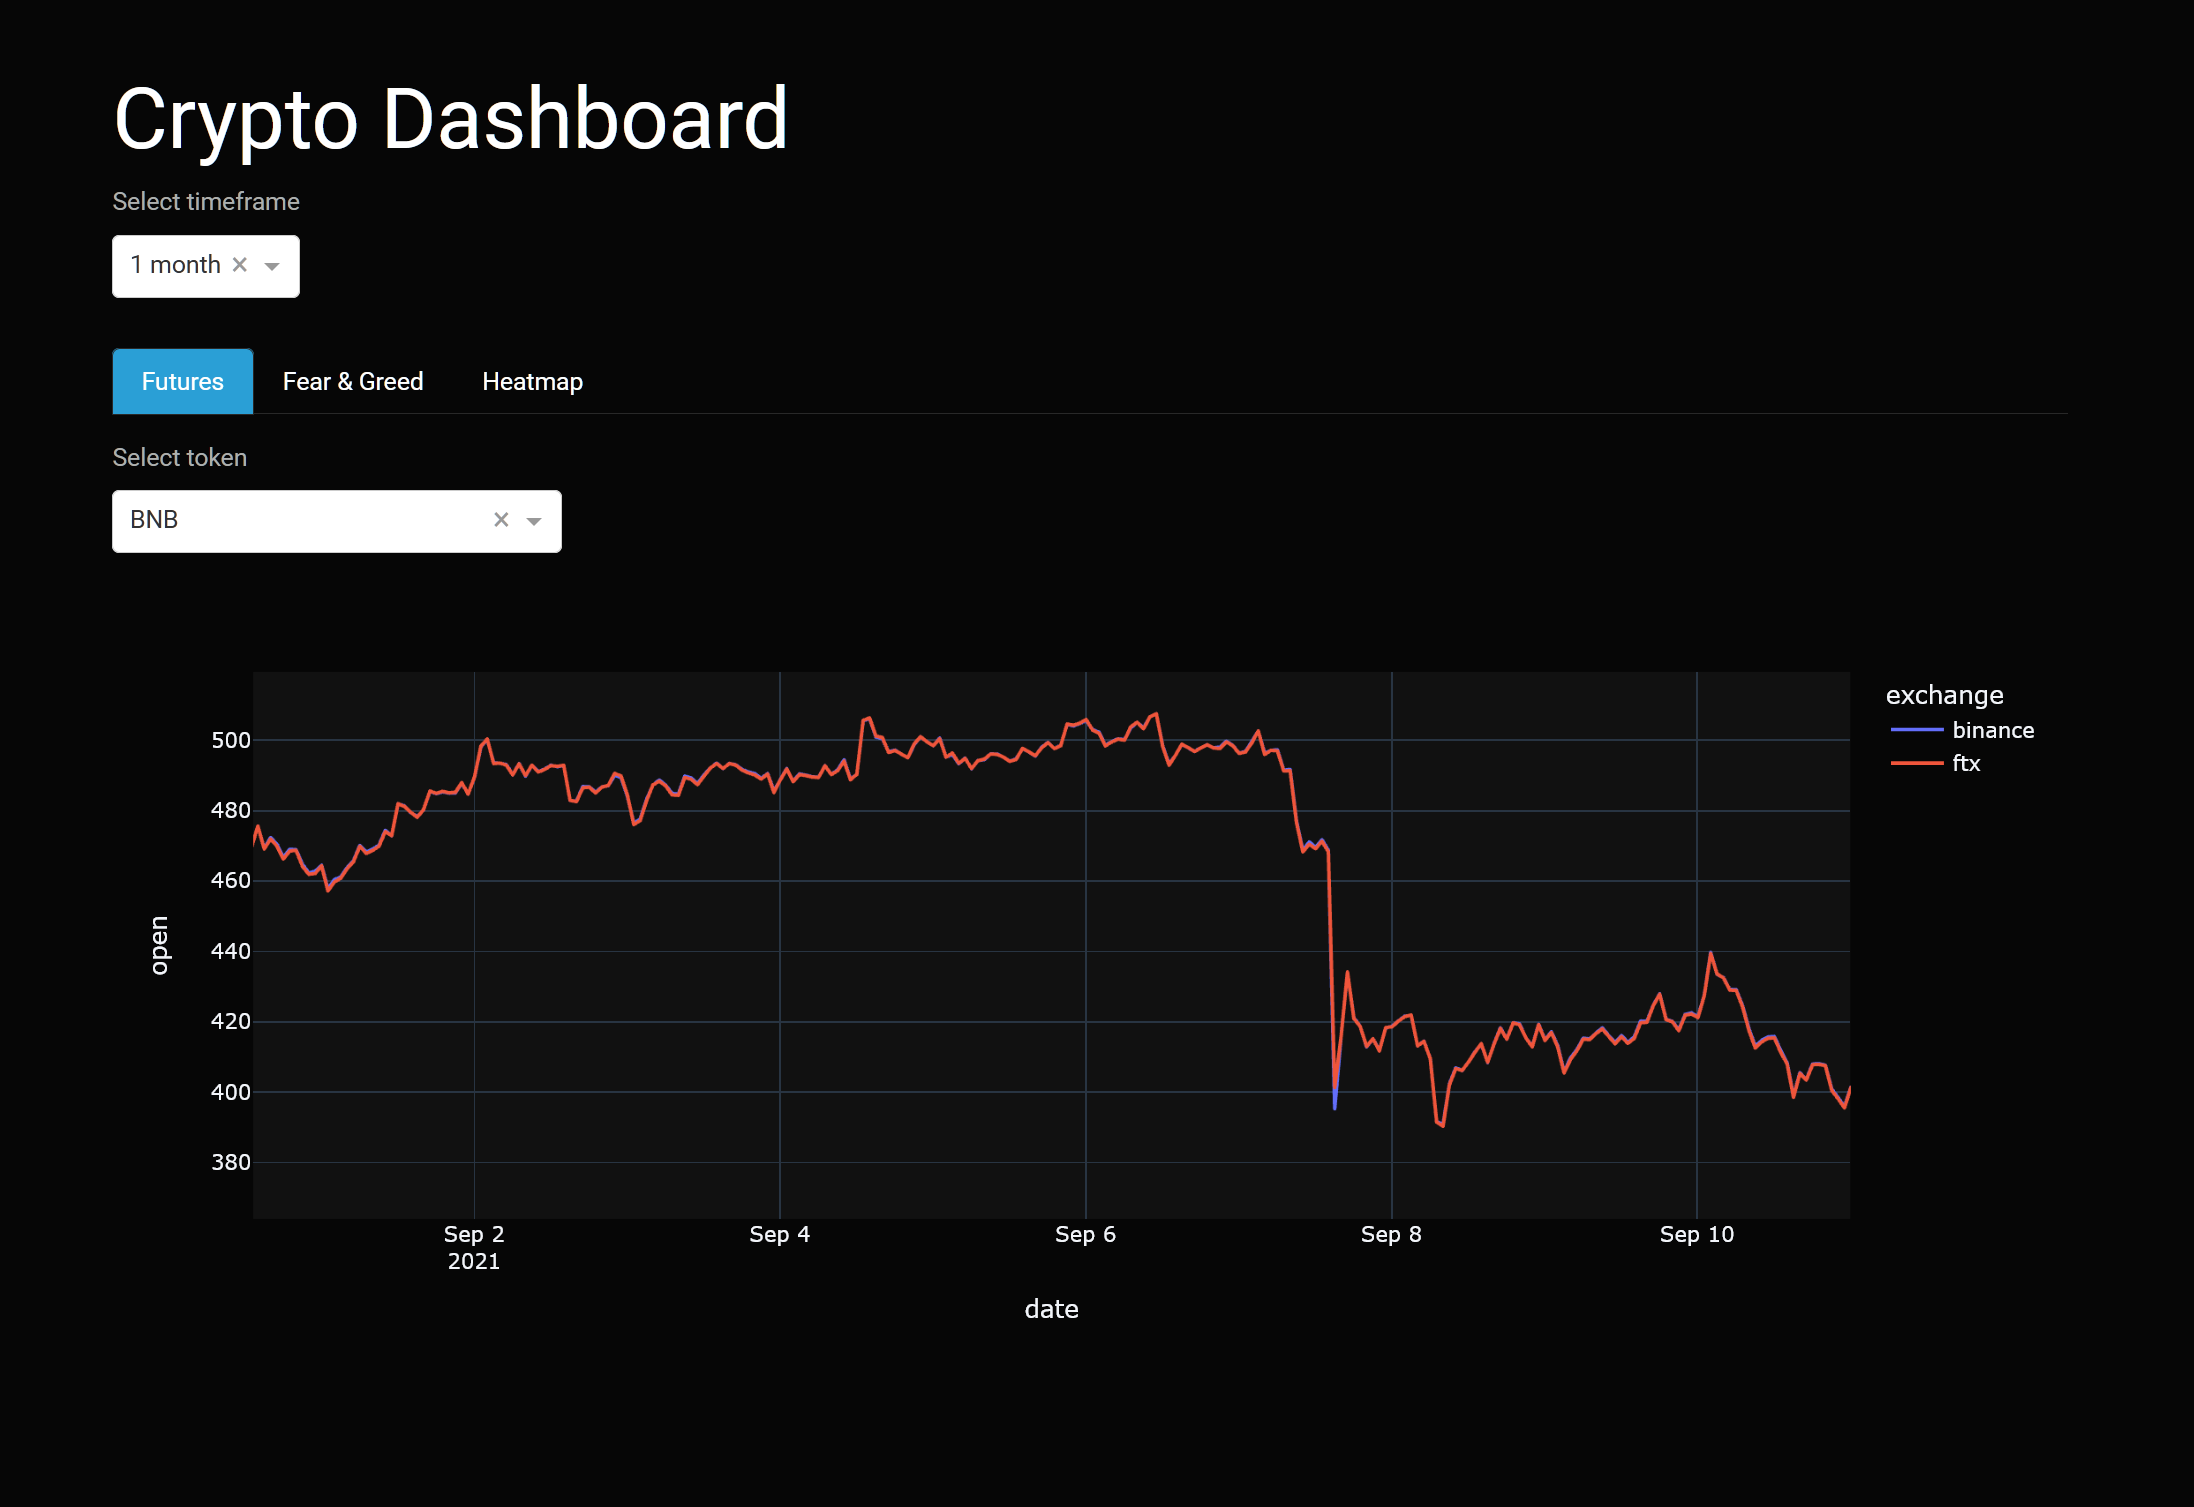 Crypto Dashboard
Select timeframe
1 month ×
Futures Fear & Greed Heatmap
Select token
BNB ×
exchange
binance
ftx
500
480
460
440
420
400
380
open
Sep 2 Sep 4 Sep 6 Sep 8 Sep 10
2021
date